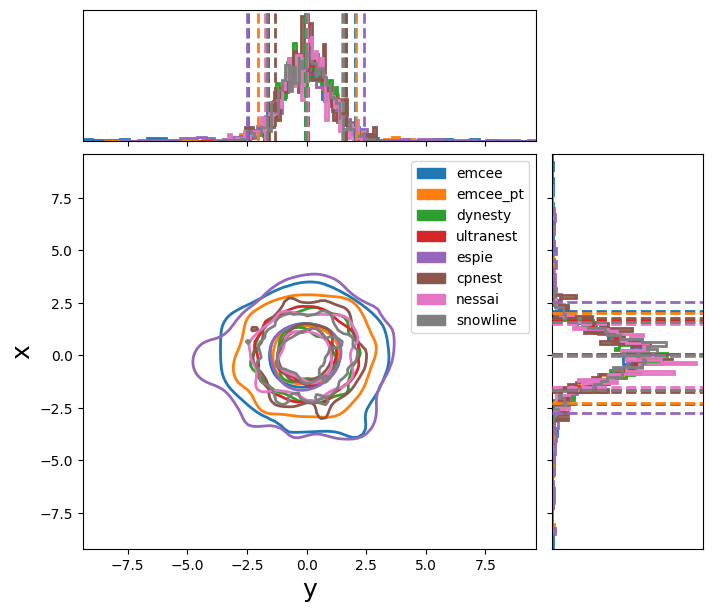 emcee
emcee_pt
dynesty
ultranest
espie
cpnest
nessai
snowline
7.5
5.0
2.5
0.0
−2.5
−5.0
−7.5
x
−7.5 −5.0 −2.5 0.0 2.5 5.0 7.5
y